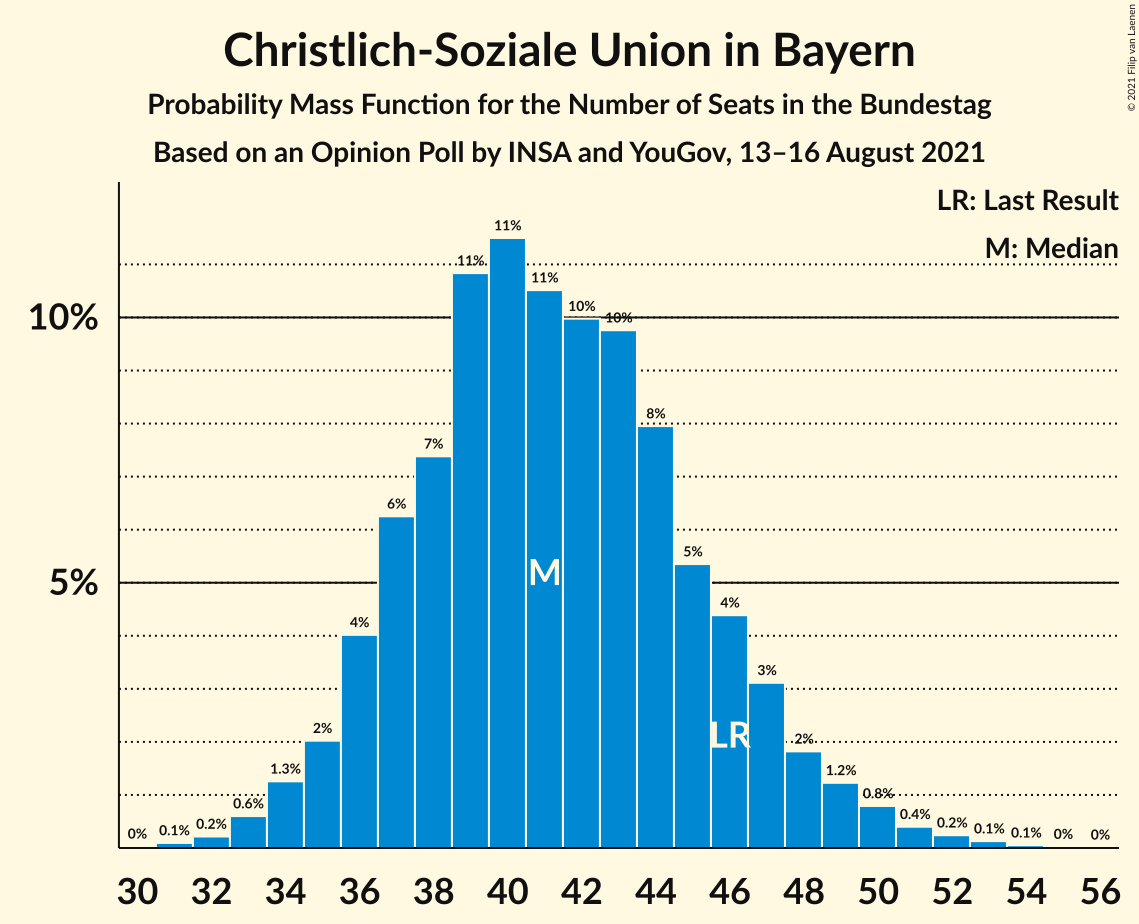 Christlich-Soziale Union in Bayern
Probability Mass Function for the Number of Seats in the Bundestag
Based on an Opinion Poll by INSA and YouGov, 13–16 August 2021
© 2021 Filip van Laenen
LR: Last Result
M: Median
10%
5%
0% 0.1% 0.2% 0.6% 1.3% 2% 4% 6% 7% 11% 11% 11% 10% 10% 8% 5% 4% 3% 2% 1.2% 0.8% 0.4% 0.2% 0.1% 0.1% 0% 0%
M
LR
30 32 34 36 38 40 42 44 46 48 50 52 54 56